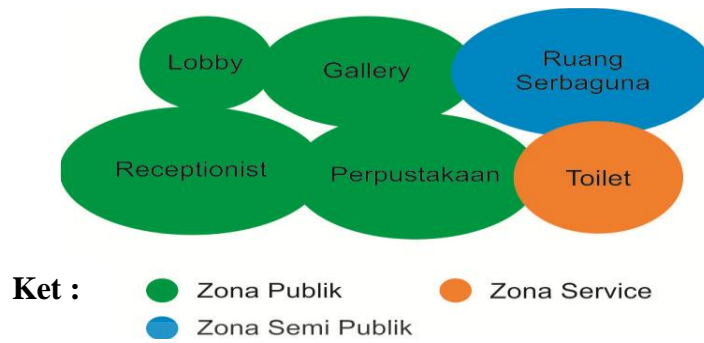 Lobby
Gallery
Ruang
Serbaguna
Receptionist
Perpustakaan
Toilet
Ket :
Zona Publik
Zona Service
Zona Semi Publik